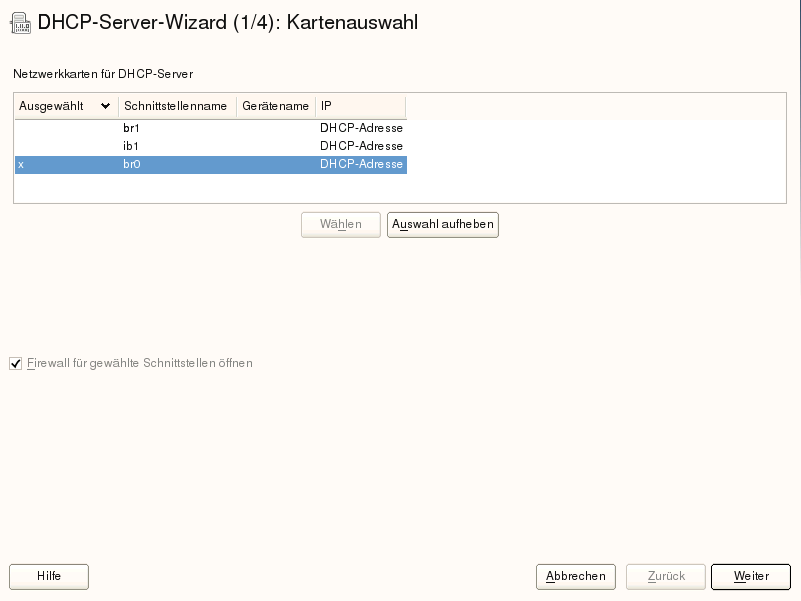 DHCP-Server-Wizard (1/4): Kartenauswahl
Netzwerkkarten für DHCP-Server
Ausgewählt Schnittstellenname Gerätename IP
br1 DHCP-Adresse
ib1 DHCP-Adresse
x br0 DHCP-Adresse
Wählen Auswahl aufheben
Firewall für gewählte Schnittstellen öffnen
Hilfe Abbrechen Zurück Weiter